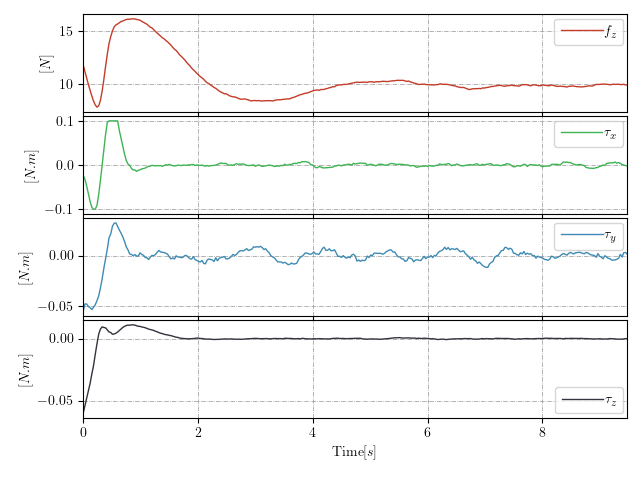 15
10
[N]
f_z
0.1
0.0
−0.1
[N.m]
τ_x
0.00
−0.05
[N.m]
τ_y
0.00
−0.05
[N.m]
τ_z
0 2 4 6 8
Time[s]